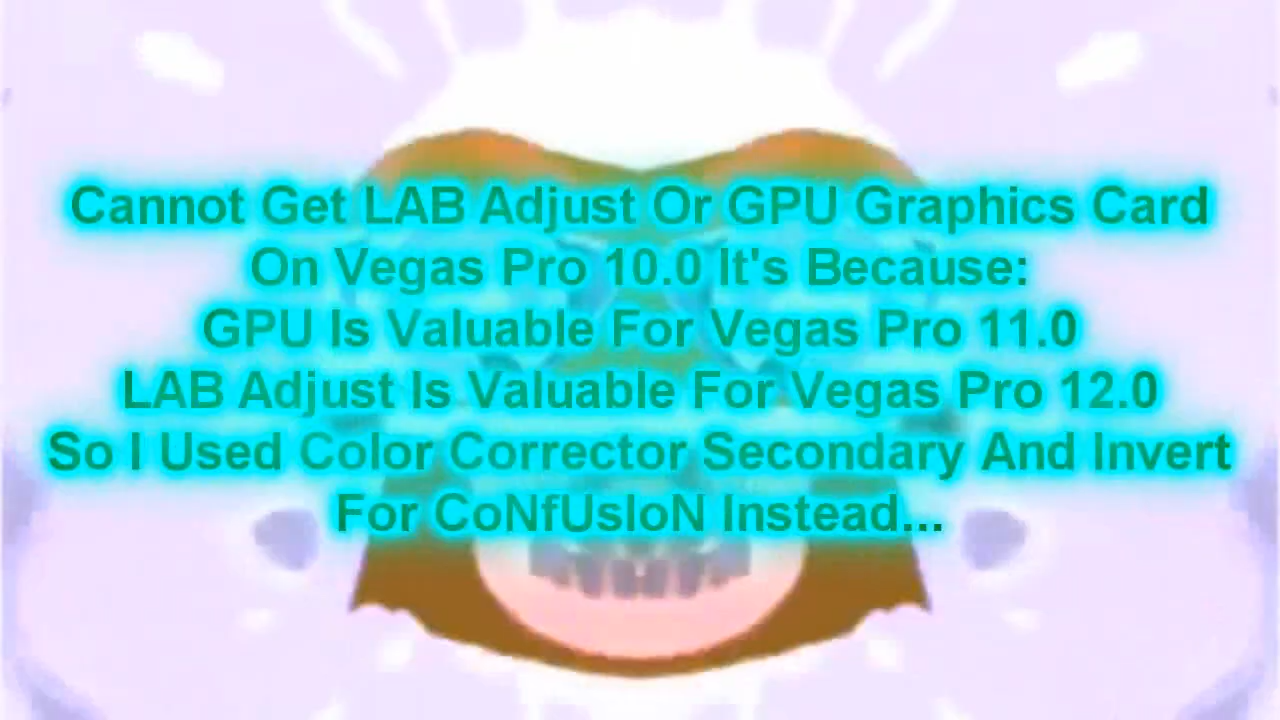 Cannot Get LAB Adjust Or GPU Graphics Card
On Vegas Pro 10.0 It's Because:
GPU Is Valuable For Vegas Pro 11.0
LAB Adjust Is Valuable For Vegas Pro 12.0
So I Used Color Corrector Secondary And Invert
For CoNfUsIoN Instead...